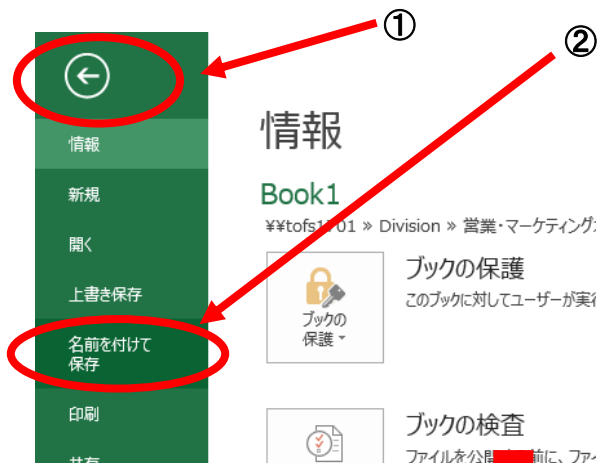 ①
②
情報
新規
開く
上書き保存
名前を付けて
保存
印刷
共有
情報
Book1
» Division » 営業・マーケティング
ブックの
保護
ブックの保護
このブックに対してユーザーが実行
ブックの検査
ファイルを公開 前に、ファイ